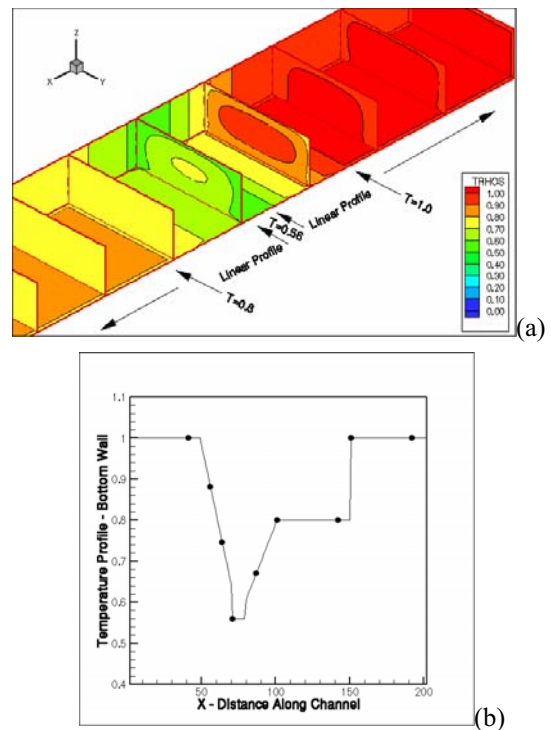 Z
X
Y
TRHOS
1.00
0.90
0.80
0.70
0.60
0.50
0.40
0.30
0.20
0.10
0.00
T=1.0
Linear Profile
T=0.56
Linear Profile
T=0.8
(a)
1.1
1
0.9
0.8
0.7
0.6
0.5
0.4
50
100
150
200
Temperature Profile - Bottom Wall
X - Distance Along Channel
(b)